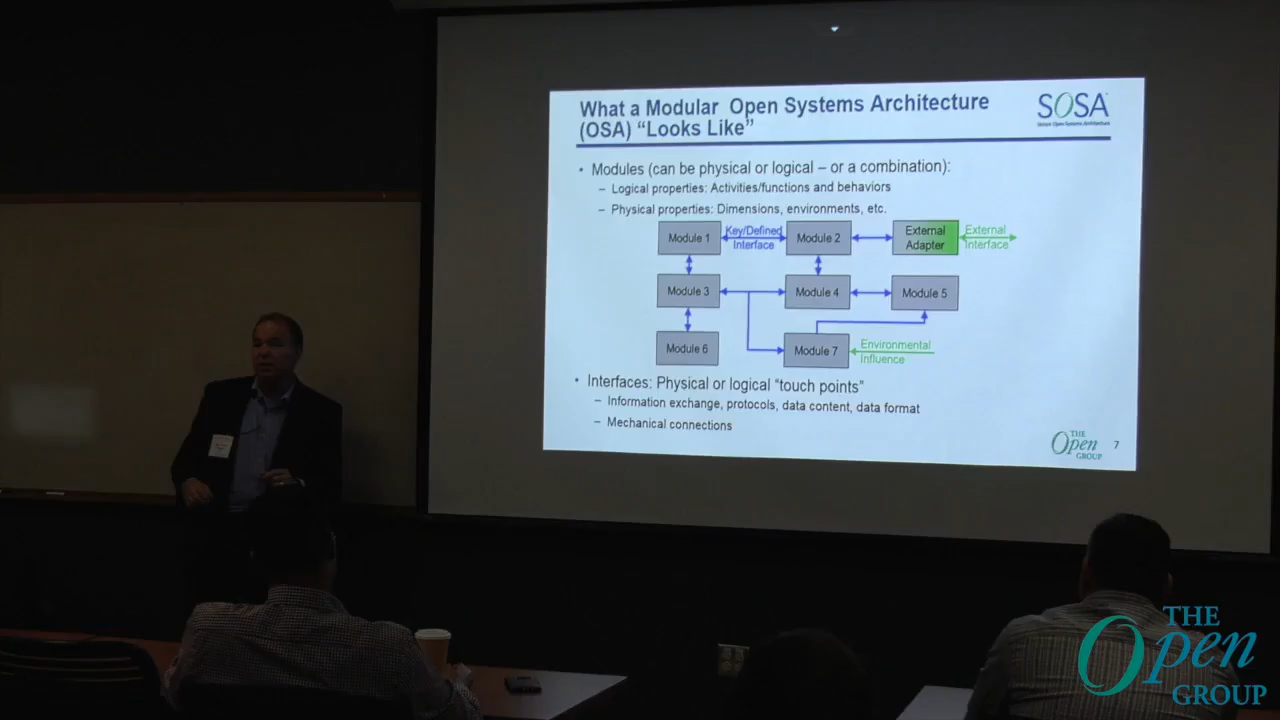 What a Modular Open Systems Architecture
(OSA) “Looks Like”
SOSA
• Modules (can be physical or logical – or a combination):
– Logical properties: Activities/functions and behaviors
– Physical properties: Dimensions, environments, etc.
Module 1
Key/Defined
Interface
Module 2
External
Adapter
External
Interface
Module 3
Module 4
Module 5
Module 6
Module 7
Environmental
Influence
• Interfaces: Physical or logical “touch points”
– Information exchange, protocols, data content, data format
– Mechanical connections
THE
Open
GROUP
7
THE
Open
GROUP